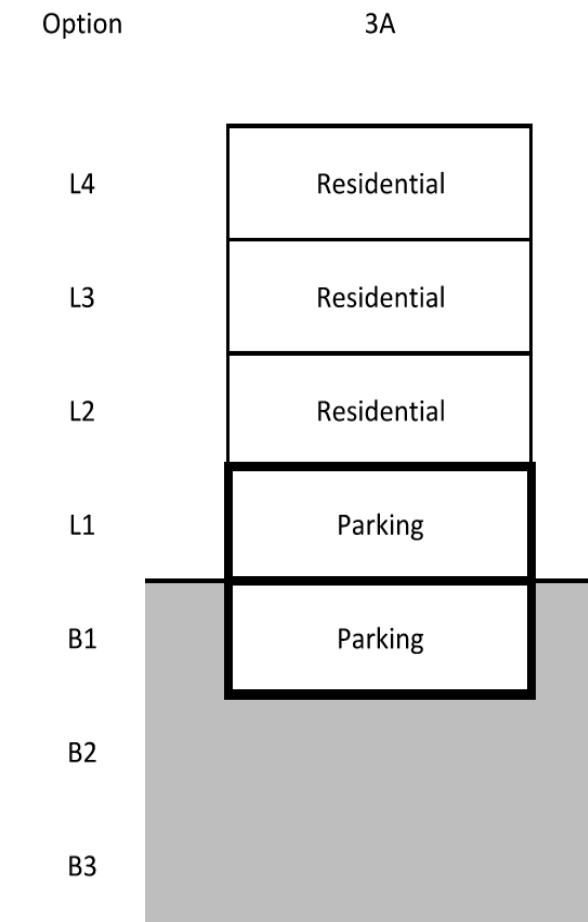 Option 3A
L4 Residential
L3 Residential
L2 Residential
L1 Parking
B1 Parking
B2
B3